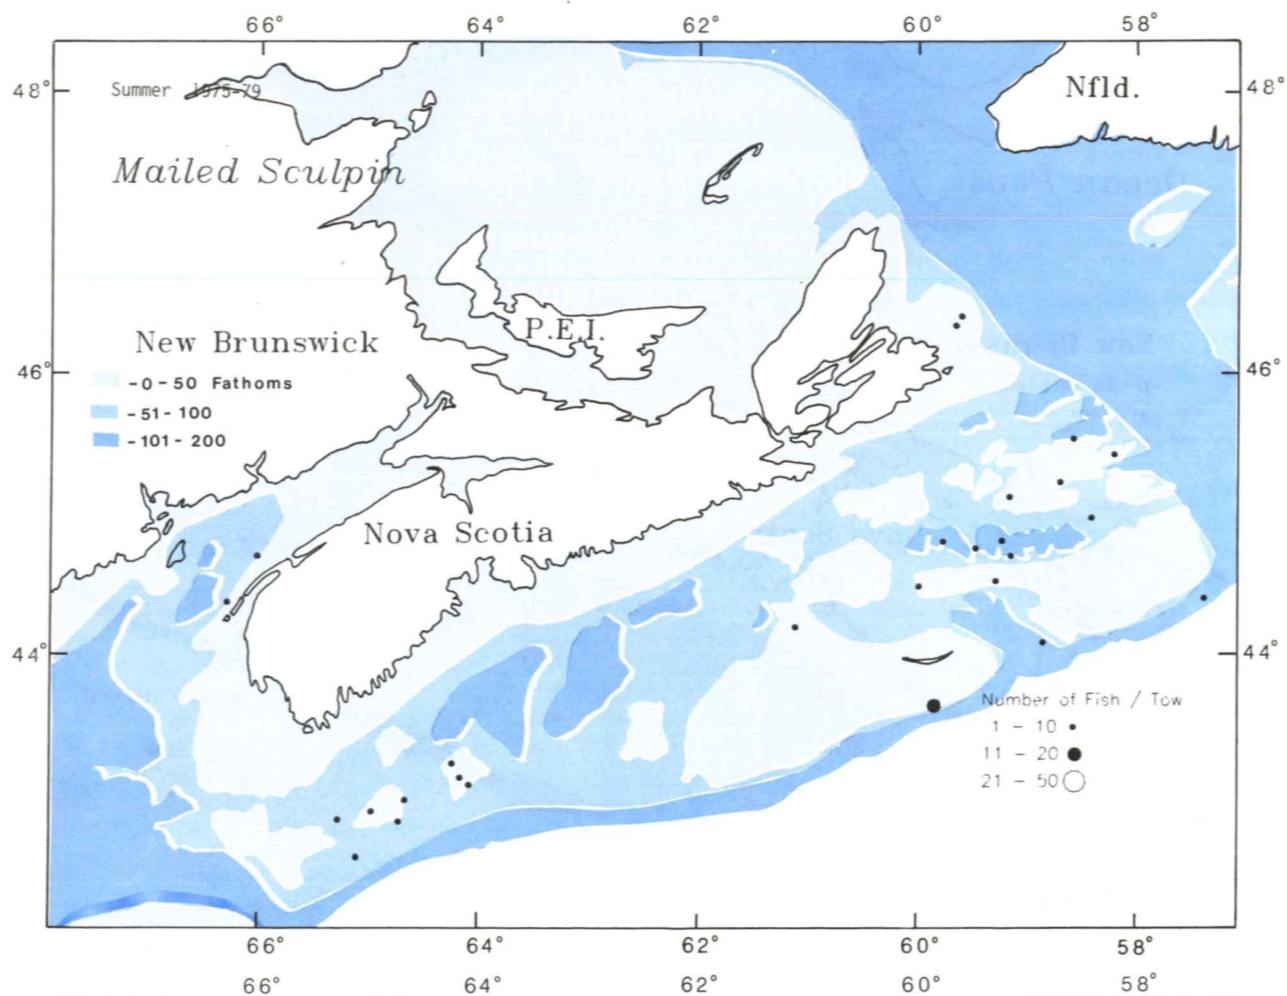 66° 64° 62° 60° 58°
48° 48°
Summer 1975-79
Nfld.
Mailed Sculpin
P.E.I.
New Brunswick
46° 46°
-0-50 Fathoms
-51-100
-101-200
Nova Scotia
44° 44°
Number of Fish / Tow
1 - 10
11 - 20
21 - 50
66° 64° 62° 60° 58°
66° 64° 62° 60° 58°